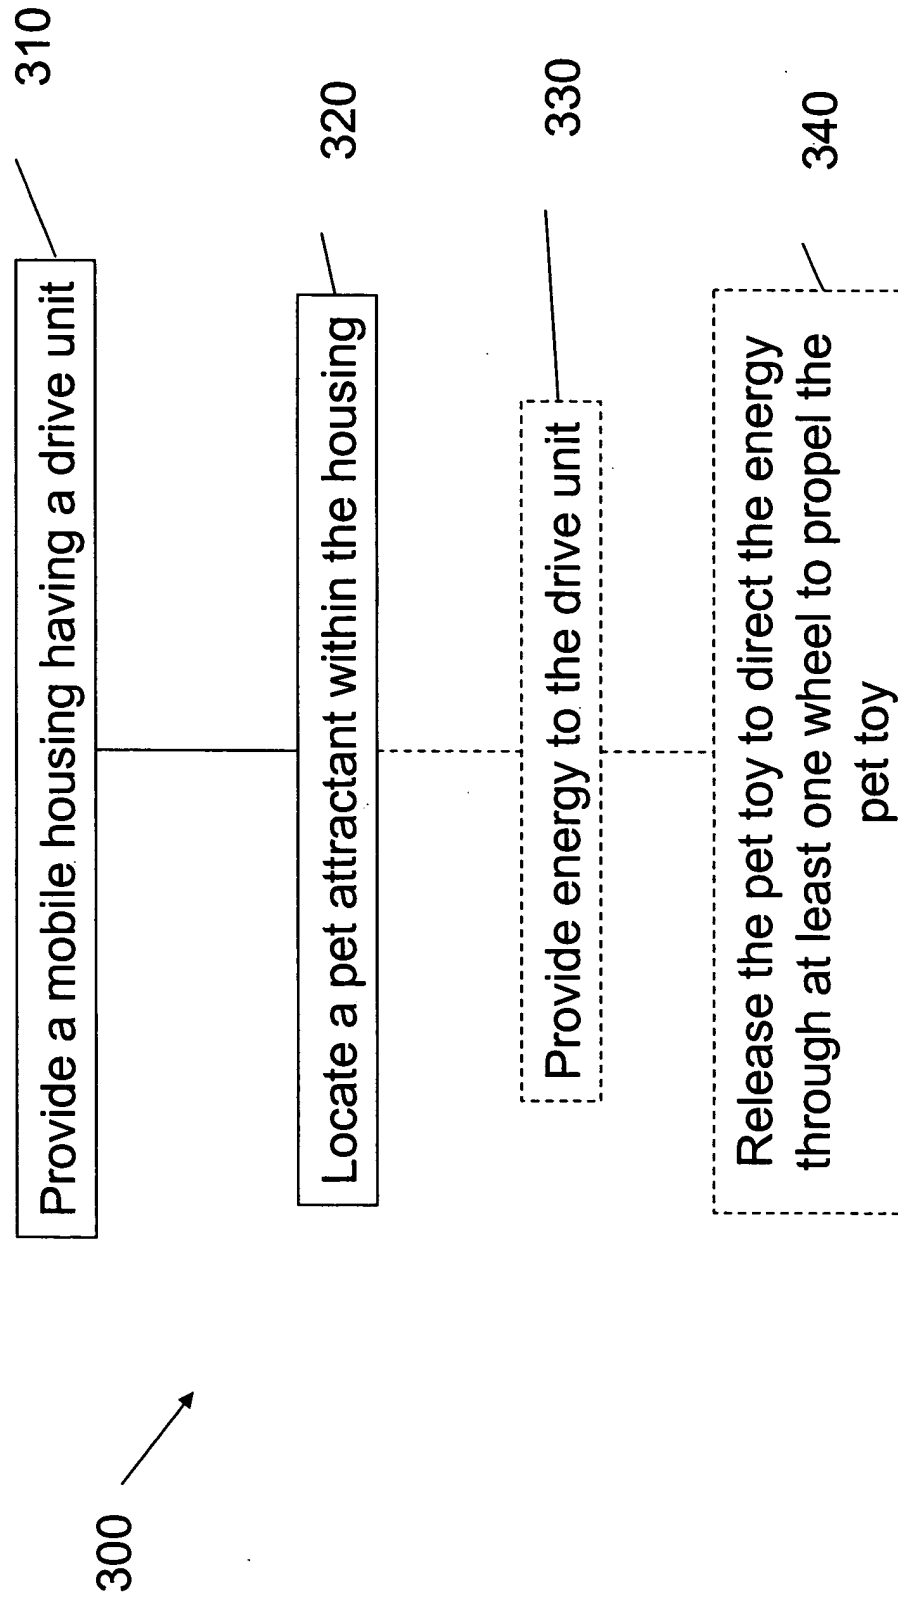 310
Provide a mobile housing having a drive unit
320
Locate a pet attractant within the housing
330
Provide energy to the drive unit
340
Release the pet toy to direct the energy
through at least one wheel to propel the
pet toy
300